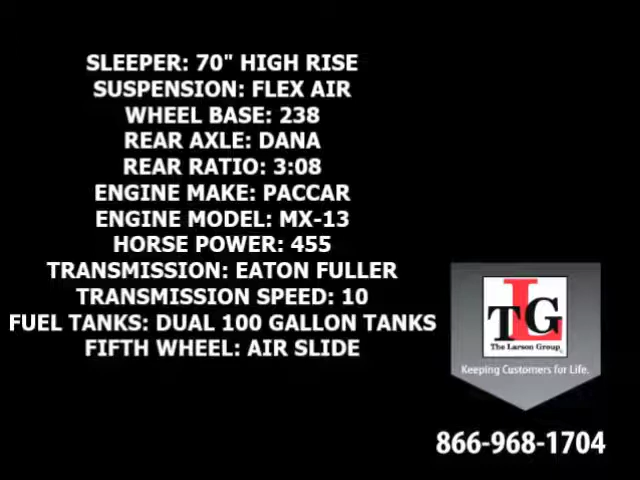 SLEEPER: 70" HIGH RISE
SUSPENSION: FLEX AIR
WHEEL BASE: 238
REAR AXLE: DANA
REAR RATIO: 3:08
ENGINE MAKE: PACCAR
ENGINE MODEL: MX-13
HORSE POWER: 455
TRANSMISSION: EATON FULLER
TRANSMISSION SPEED: 10
FUEL TANKS: DUAL 100 GALLON TANKS
FIFTH WHEEL: AIR SLIDE
LTG
The Larson Group
Keeping Customers for Life.
866-968-1704